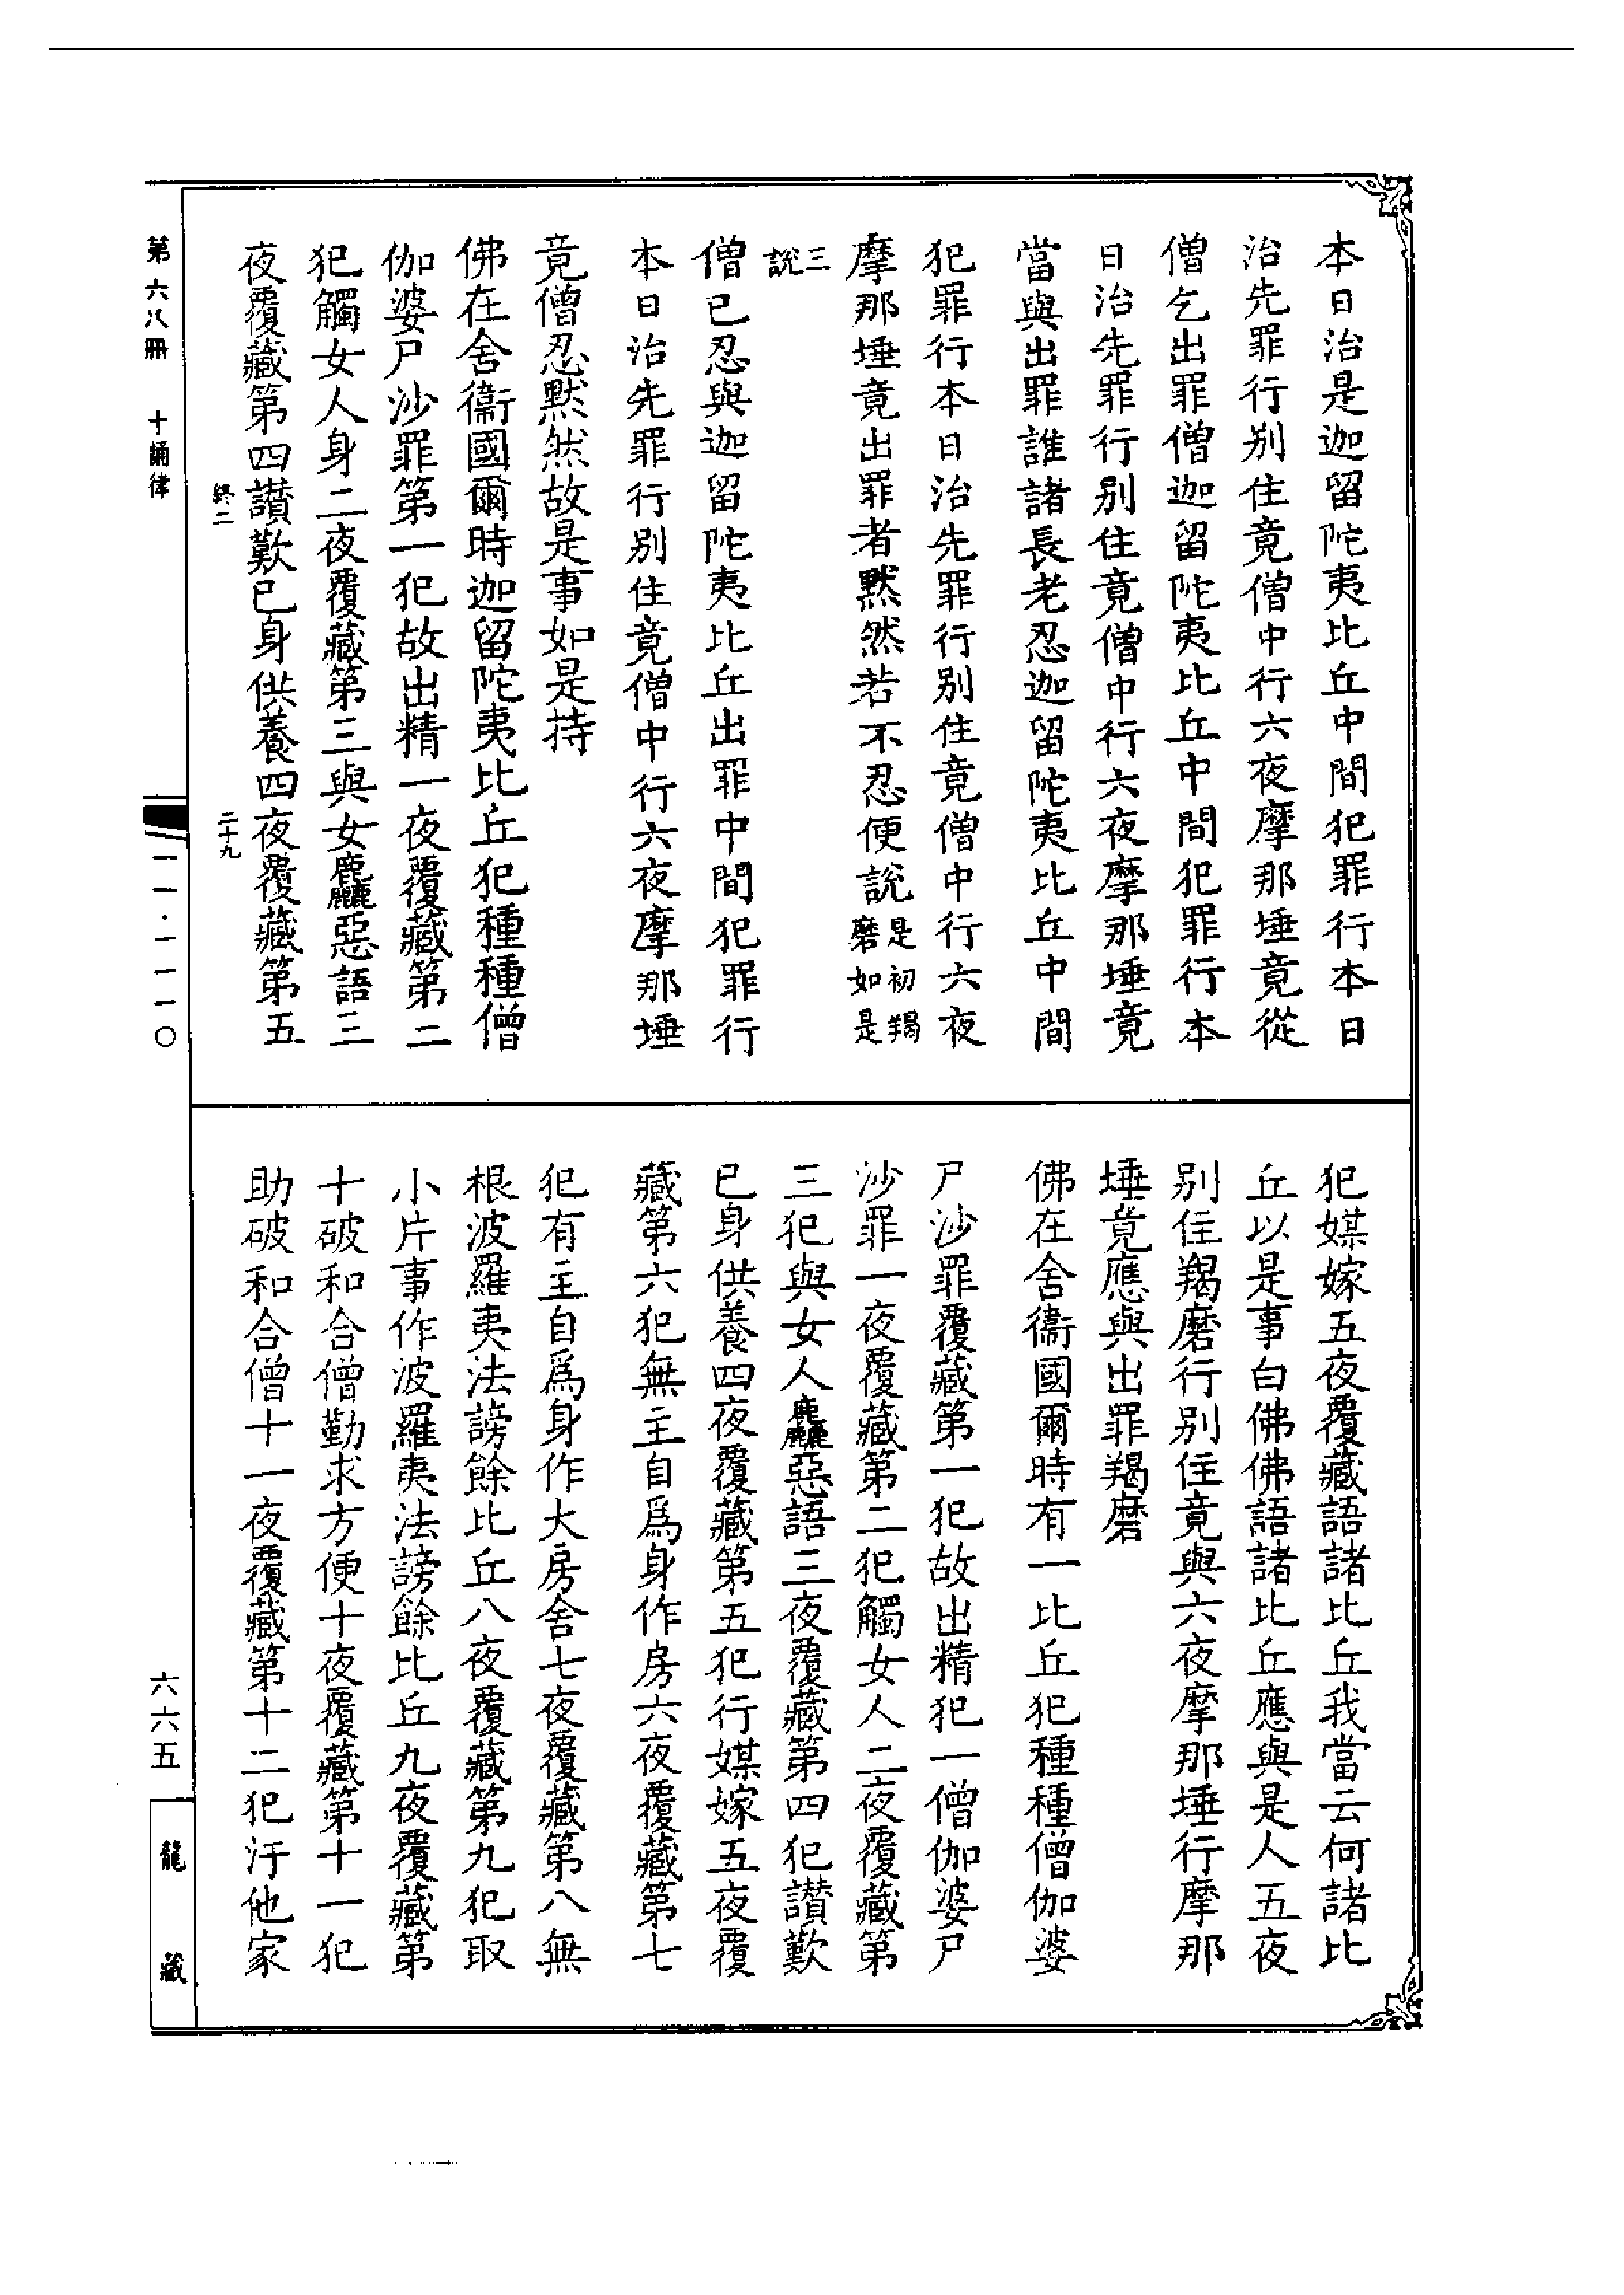 本日治是迦留陀夷比丘中間犯罪行本日
治先罪行別住竟僧中行六夜摩那埵竟從
僧乞出罪僧迦留陀夷比丘中間犯罪行本
日治先罪行別住竟僧中行六夜摩那埵竟
當與出罪誰諸長老忍迦留陀夷比丘中間
犯罪行本日治先罪行別住竟僧中行六夜
摩那埵竟出罪者默然若不忍便說是初羯磨如是
三說
僧已忍與迦留陀夷比丘出罪中間犯罪行
本日治先罪行別住竟僧中行六夜摩那埵
竟僧忍默然故是事如是持
佛在舍衞國爾時迦留陀夷比丘犯種種僧
伽婆尸沙罪第一犯故出精一夜覆藏第二
犯觸女人身二夜覆藏第三與女麤惡語三
夜覆藏第四讃歎已身供養四夜覆藏第五
犯媒嫁五夜覆藏語諸比丘我當云何諸比
丘以是事白佛佛語諸比丘應與是人五夜
別住羯磨行別住竟與六夜摩那埵行摩那
埵竟應與出罪羯磨
佛在舍衞國爾時有一比丘犯種種僧伽婆
尸沙罪覆藏第一犯故出精犯一僧伽婆尸
沙罪一夜覆藏第二犯觸女人二夜覆藏第
三犯與女人麤惡語三夜覆藏第四犯讃歎
已身供養四夜覆藏第五犯行媒嫁五夜覆
藏第六犯無主自爲身作房六夜覆藏第七
犯有主自爲身作大房舍七夜覆藏第八無
根波羅夷法謗餘比丘八夜覆藏第九犯取
小片事作波羅夷法謗餘比丘九夜覆藏第
十破和合僧勤求方便十夜覆藏第十一犯
助破和合僧十一夜覆藏第十二犯汙他家
終二
二十九
第六八冊 十誦律
一一·一一一〇
六六五
龍藏